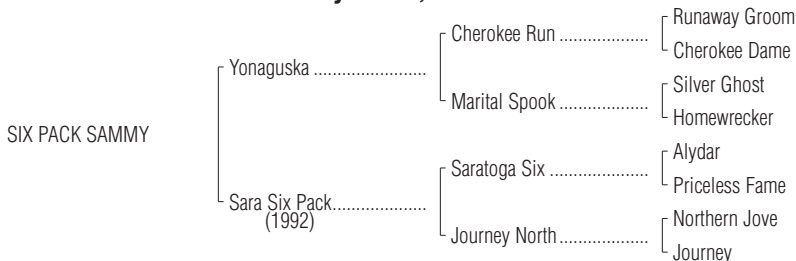 Runaway Groom
Cherokee Run ....................
Cherokee Dame
Yonaguska .........................
Silver Ghost
Marital Spook ....................
Homewrecker
SIX PACK SAMMY
Alydar
Saratoga Six ......................
Priceless Fame
Sara Six Pack.....................
(1992)
Northern Jove
Journey North....................
Journey